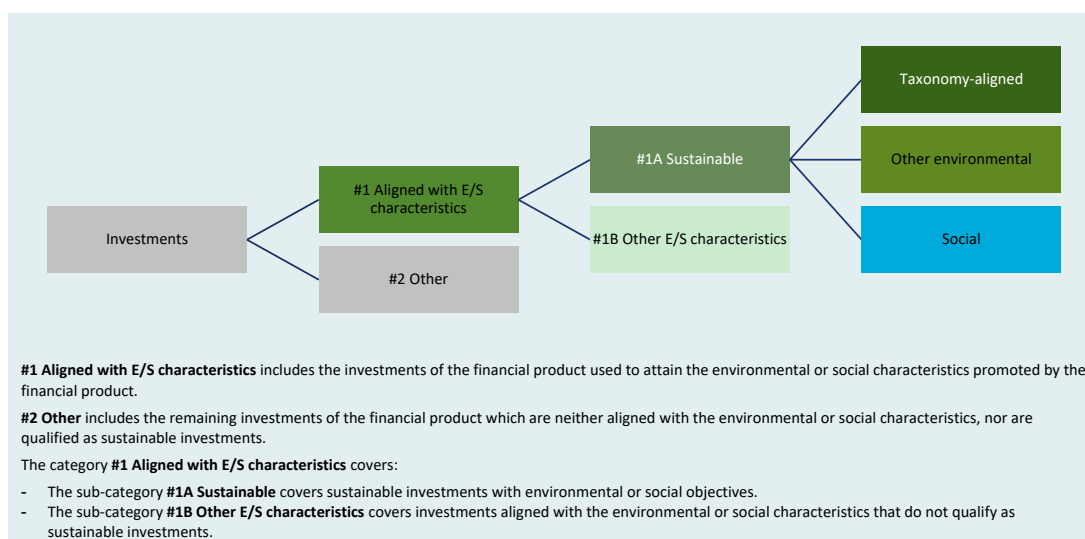 Taxonomy-aligned
#1A Sustainable
Other environmental
#1 Aligned with E/S
characteristics
Investments
#1B Other E/S characteristics
Social
#2 Other
#1 Aligned with E/S characteristics includes the investments of the financial product used to attain the environmental or social characteristics promoted by the
financial product.
#2 Other includes the remaining investments of the financial product which are neither aligned with the environmental or social characteristics, nor are
qualified as sustainable investments.
The category #1 Aligned with E/S characteristics covers:
- The sub-category #1A Sustainable covers sustainable investments with environmental or social objectives.
- The sub-category #1B Other E/S characteristics covers investments aligned with the environmental or social characteristics that do not qualify as
sustainable investments.